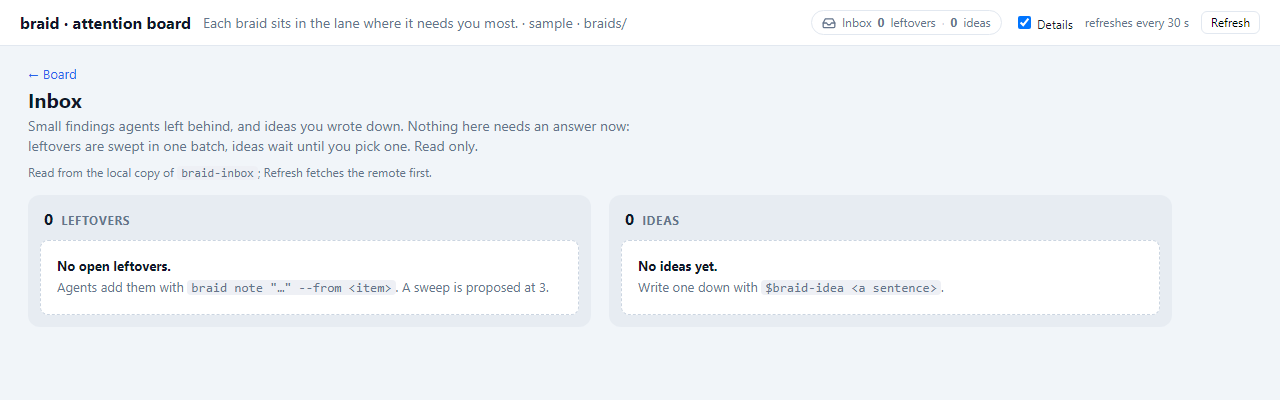 braid · attention board Each braid sits in the lane where it needs you most. · sample · braids/ Inbox 0 leftovers · 0 ideas Details refreshes every 30 s Refresh
← Board
Inbox
Small findings agents left behind, and ideas you wrote down. Nothing here needs an answer now:
leftovers are swept in one batch, ideas wait until you pick one. Read only.
Read from the local copy of braid-inbox; Refresh fetches the remote first.
0 LEFTOVERS
No open leftovers.
Agents add them with braid note "…" --from <item>. A sweep is proposed at 3.
0 IDEAS
No ideas yet.
Write one down with $braid-idea <a sentence>.